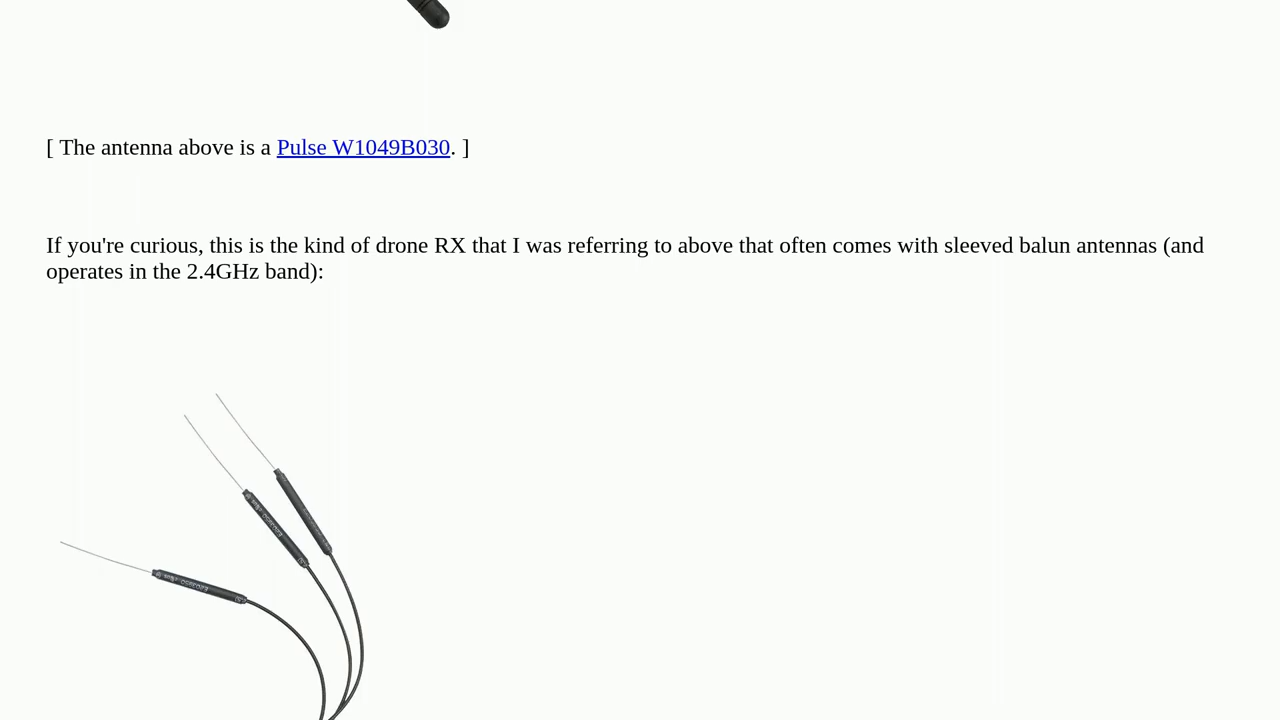 [ The antenna above is a Pulse W1049B030. ]
If you're curious, this is the kind of drone RX that I was referring to above that often comes with sleeved balun antennas (and
operates in the 2.4GHz band):